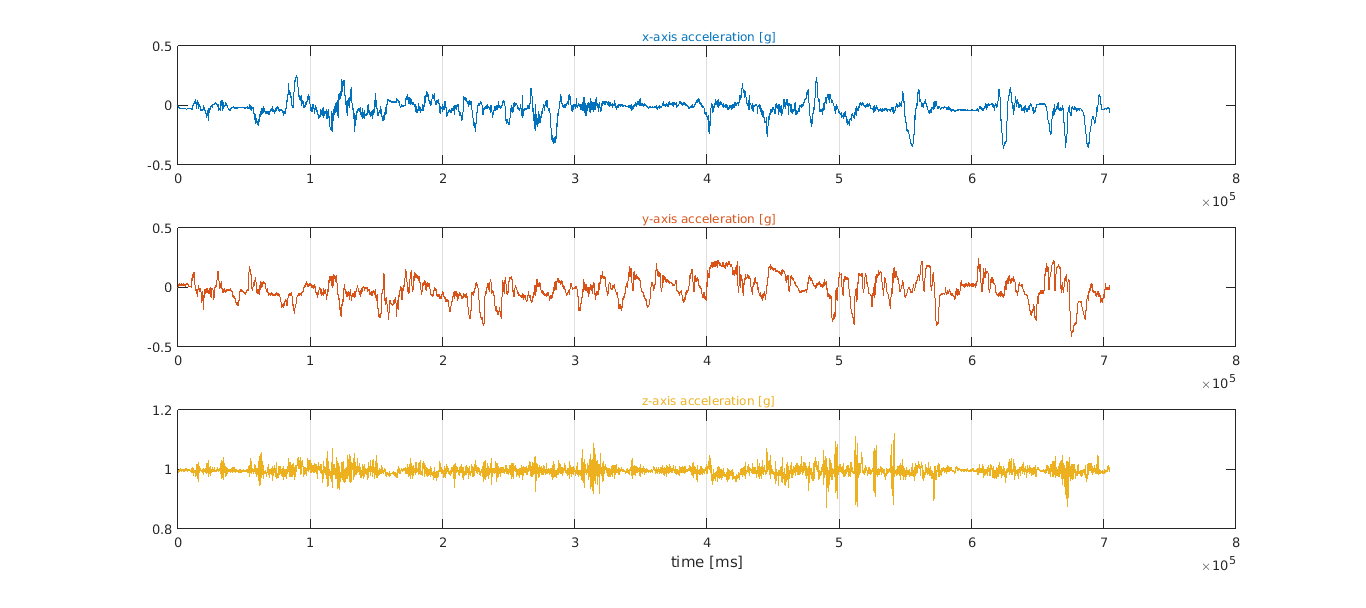 x-axis acceleration [g]
0.5
0
-0.5
0 1 2 3 4 5 6 7 8
×10^5
y-axis acceleration [g]
0.5
0
-0.5
0 1 2 3 4 5 6 7 8
×10^5
z-axis acceleration [g]
1.2
1
0.8
0 1 2 3 4 5 6 7 8
time [ms]
×10^5